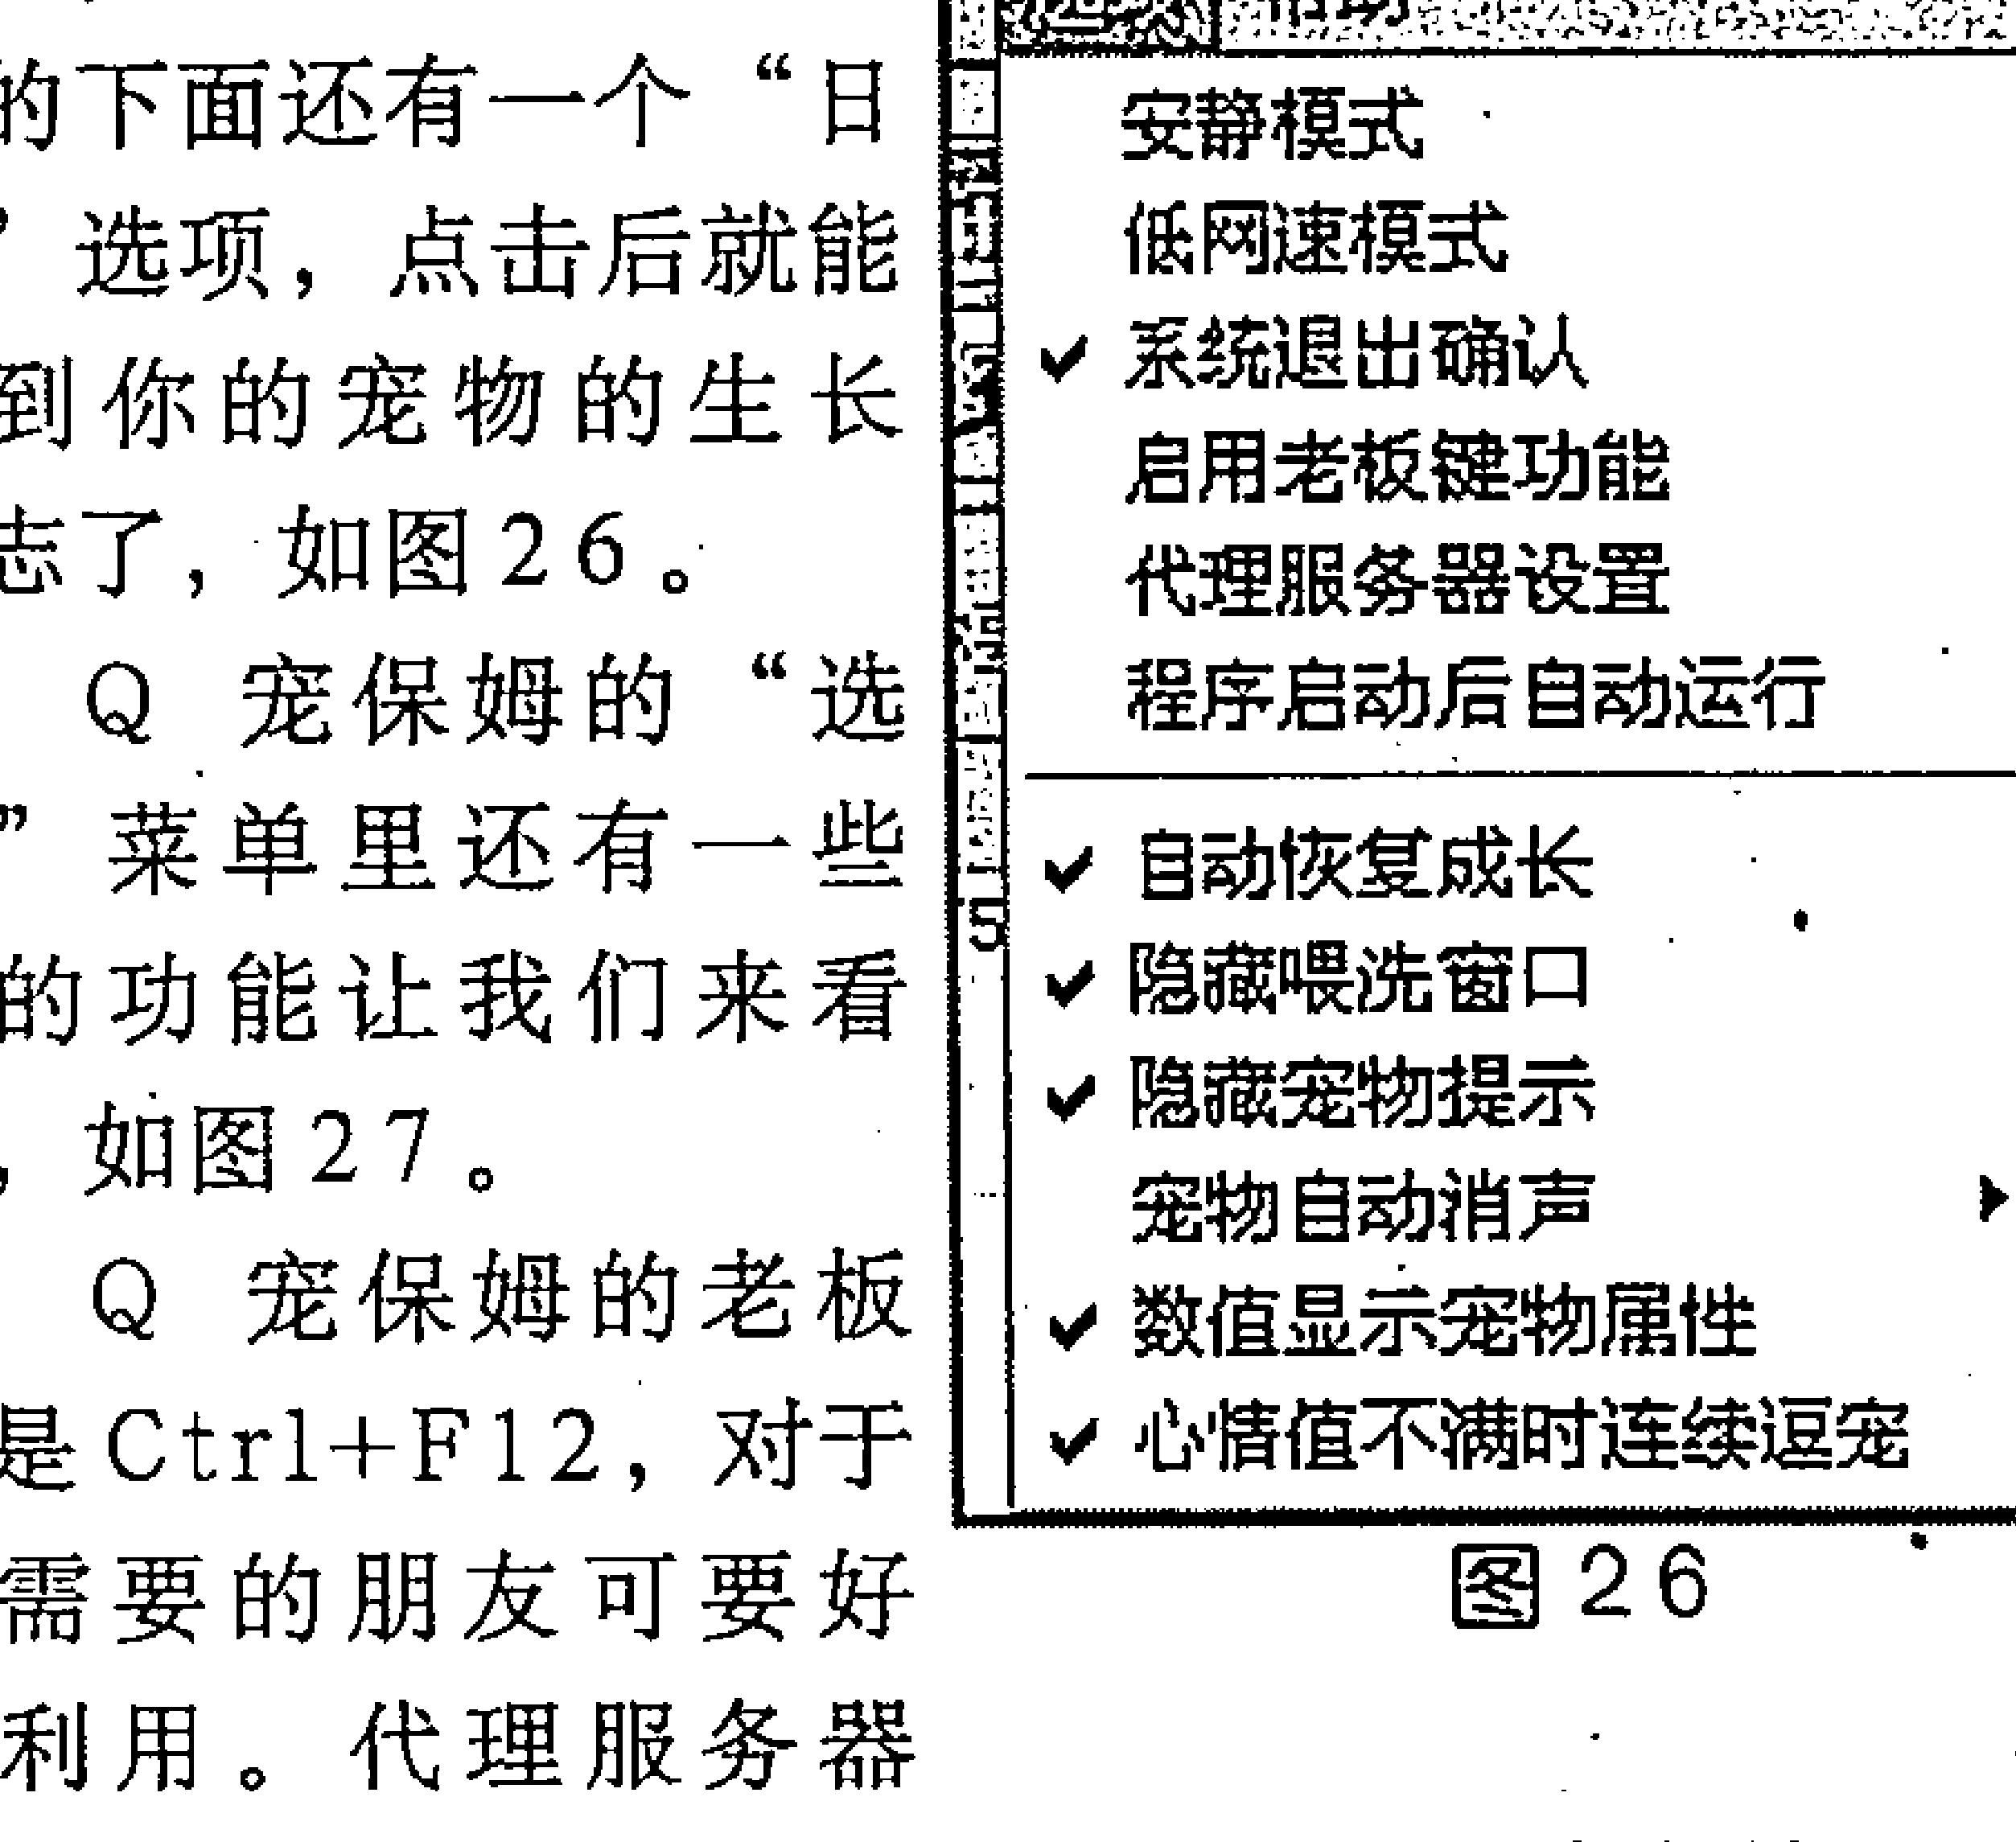 的下面还有一个“日
”选项，点击后就能
到你的宠物的生长
志了，如图26。
Q 宠保姆的“选
”菜单里还有一些
的功能让我们来看
，如图27。
Q 宠保姆的老板
是Ctrl+F12，对于
需要的朋友可要好
利用。代理服务器
安静模式
低网速模式
✓ 系统退出确认
启用老板键功能
代理服务器设置
程序启动后自动运行
✓ 自动恢复成长
✓ 隐藏喂洗窗口
✓ 隐藏宠物提示
宠物自动消声
✓ 数值显示宠物属性
✓ 心情值不满时连续逗宠
图 26